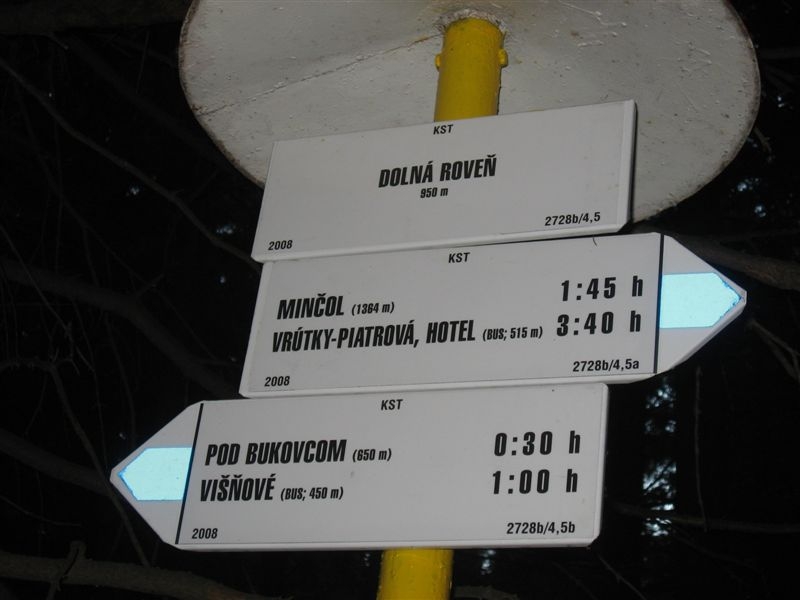 KST
DOLNÁ ROVEŇ
950 m
2008 2728b/4,5
KST
MINČOL (1364 m) 1:45 h
VRÚTKY-PIATROVÁ, HOTEL (BUS; 515 m) 3:40 h
2008 2728b/4,5a
KST
POD BUKOVCOM (650 m) 0:30 h
VIŠŇOVÉ (BUS; 450 m) 1:00 h
2008 2728b/4,5b